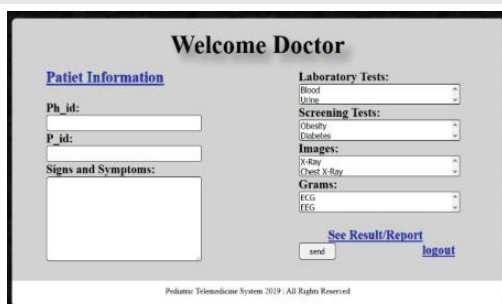 Welcome Doctor
Patiet Information
Ph_id:
P_id:
Signs and Symptoms:
Laboratory Tests:
Blood
Urine
Screening Tests:
Obesity
Diabetes
Images:
X-Ray
Chest X-Ray
Grams:
ECG
EEG
See Result/Report
send
logout
Pediatric Telemedicine System 2019 | All Rights Reserved